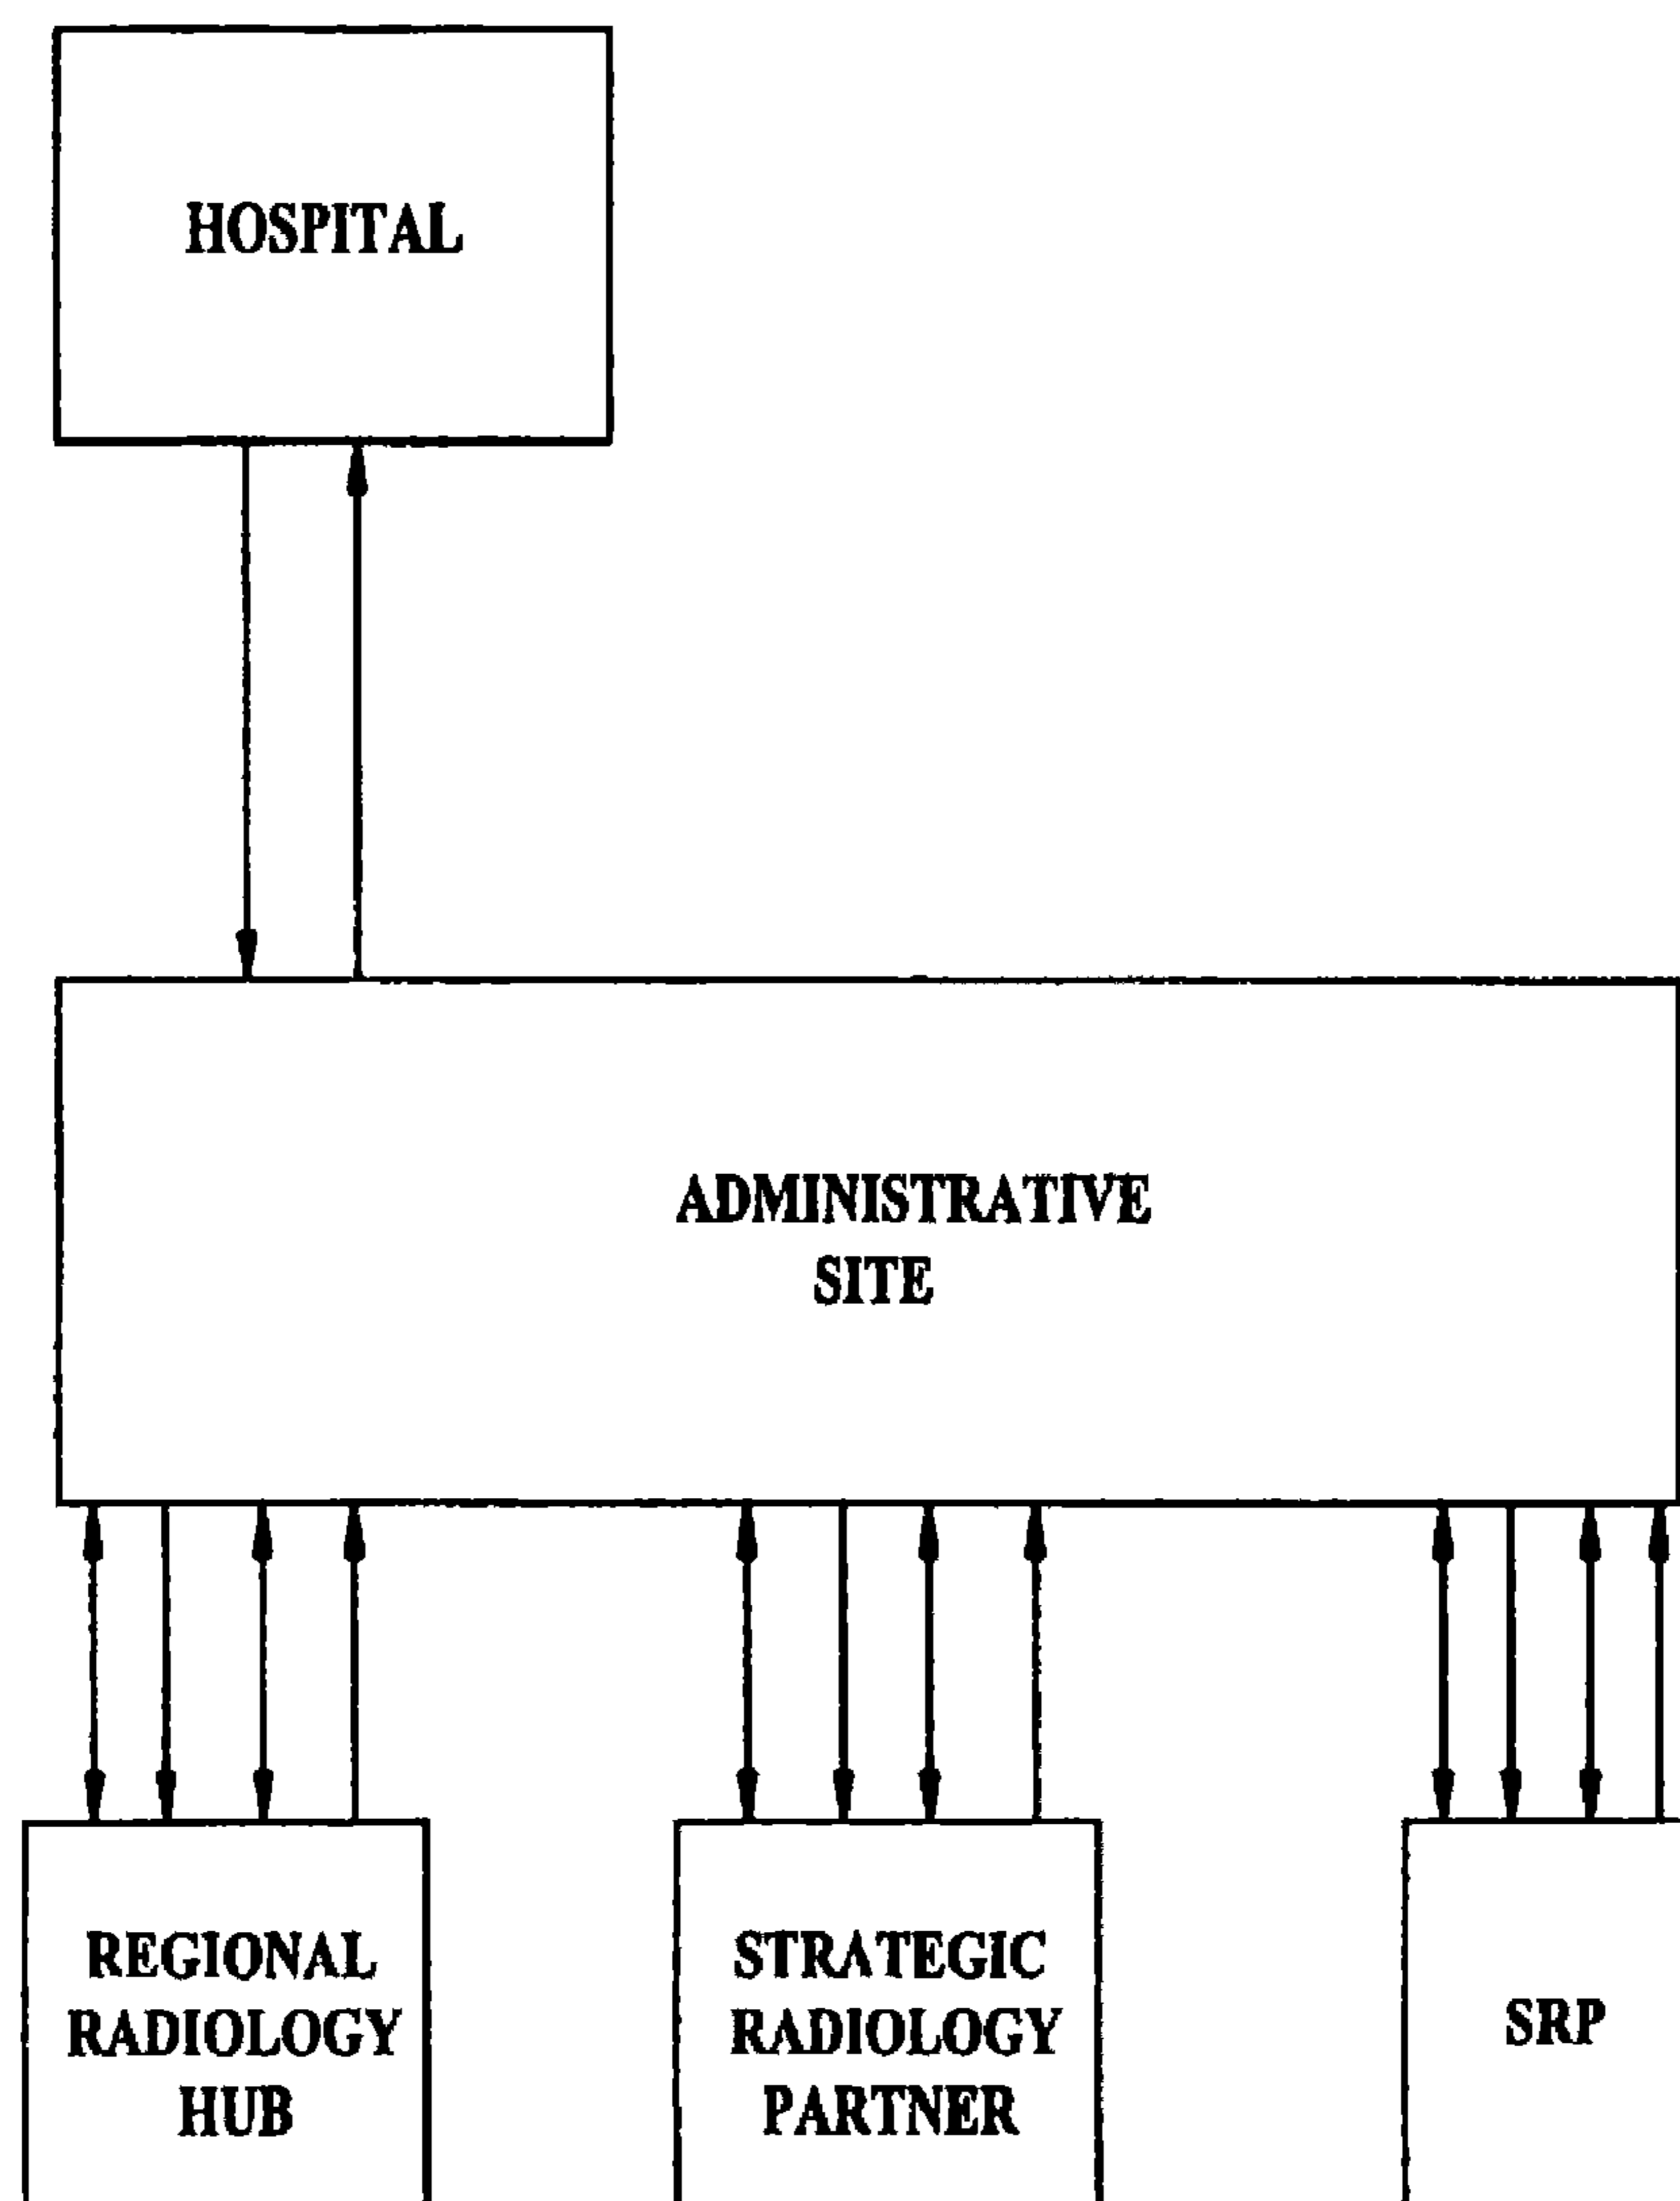 HOSPITAL
ADMINISTRATIVE
SITE
REGIONAL
RADIOLOGY
HUB
STRATEGIC
RADIOLOGY
PARTNER
SRP